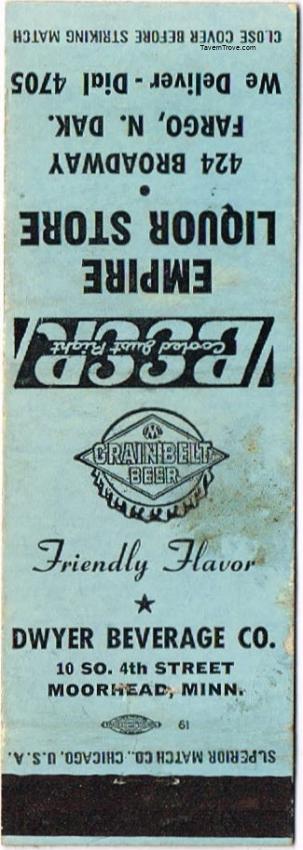 TavernTrove.com
CLOSE COVER BEFORE STRIKING MATCH
We Deliver - Dial 4705
FARGO, N. DAK.
424 BROADWAY
•
LIQUOR STORE
EMPIRE
BEER
Cooled Just Right
GRAIN BELT
BEER
Friendly Flavor
★
DWYER BEVERAGE CO.
10 SO. 4th STREET
MOORHEAD, MINN.
19
SUPERIOR MATCH CO., CHICAGO, U.S.A.